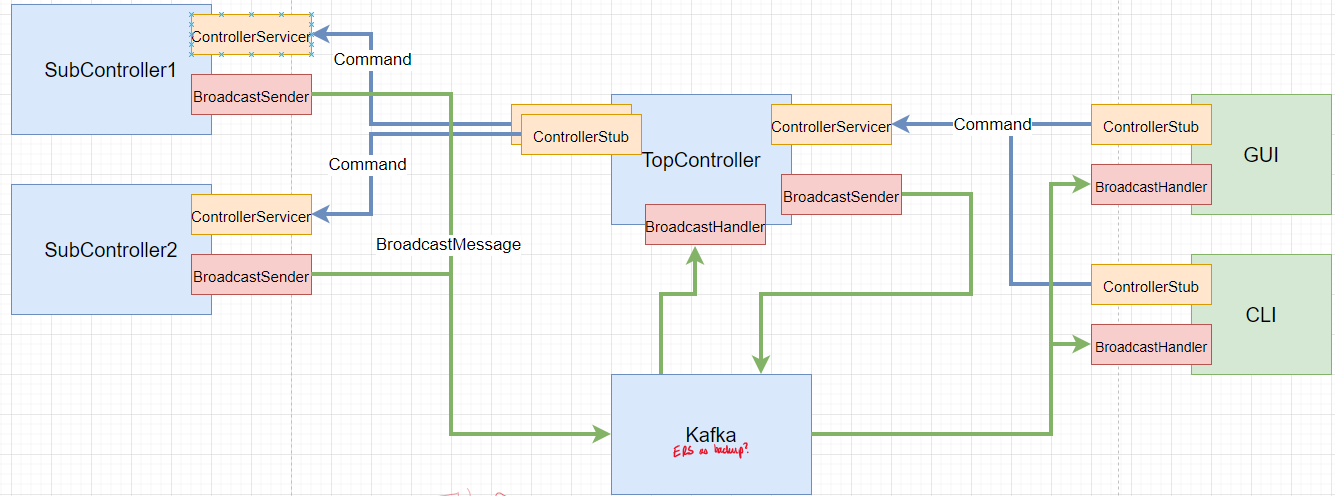 ControllerServicer
SubController1
Command
BroadcastSender
ControllerStub
TopController
ControllerServicer
Command
ControllerStub
GUI
BroadcastHandler
Command
BroadcastSender
BroadcastHandler
ControllerServicer
SubController2
BroadcastMessage
BroadcastSender
ControllerStub
CLI
BroadcastHandler
Kafka
ERS as backup?